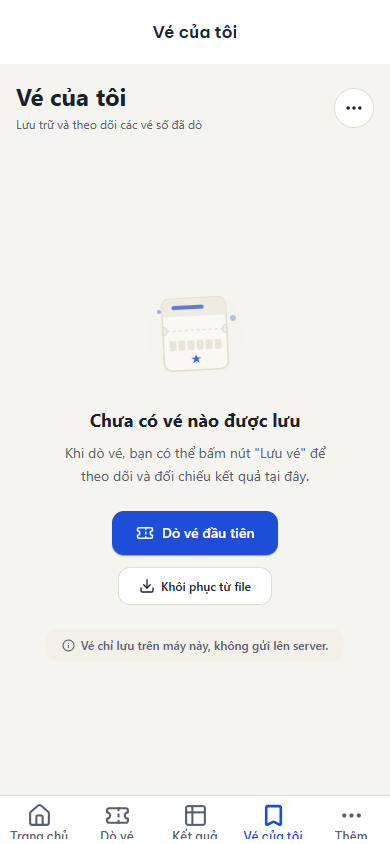 Vé của tôi
Vé của tôi
Lưu trữ và theo dõi các vé số đã dò
Chưa có vé nào được lưu
Khi dò vé, bạn có thể bấm nút "Lưu vé" để
theo dõi và đối chiếu kết quả tại đây.
Dò vé đầu tiên
Khôi phục từ file
Vé chỉ lưu trên máy này, không gửi lên server.
Trang chủ
Dò vé
Kết quả
Vé của tôi
Thêm